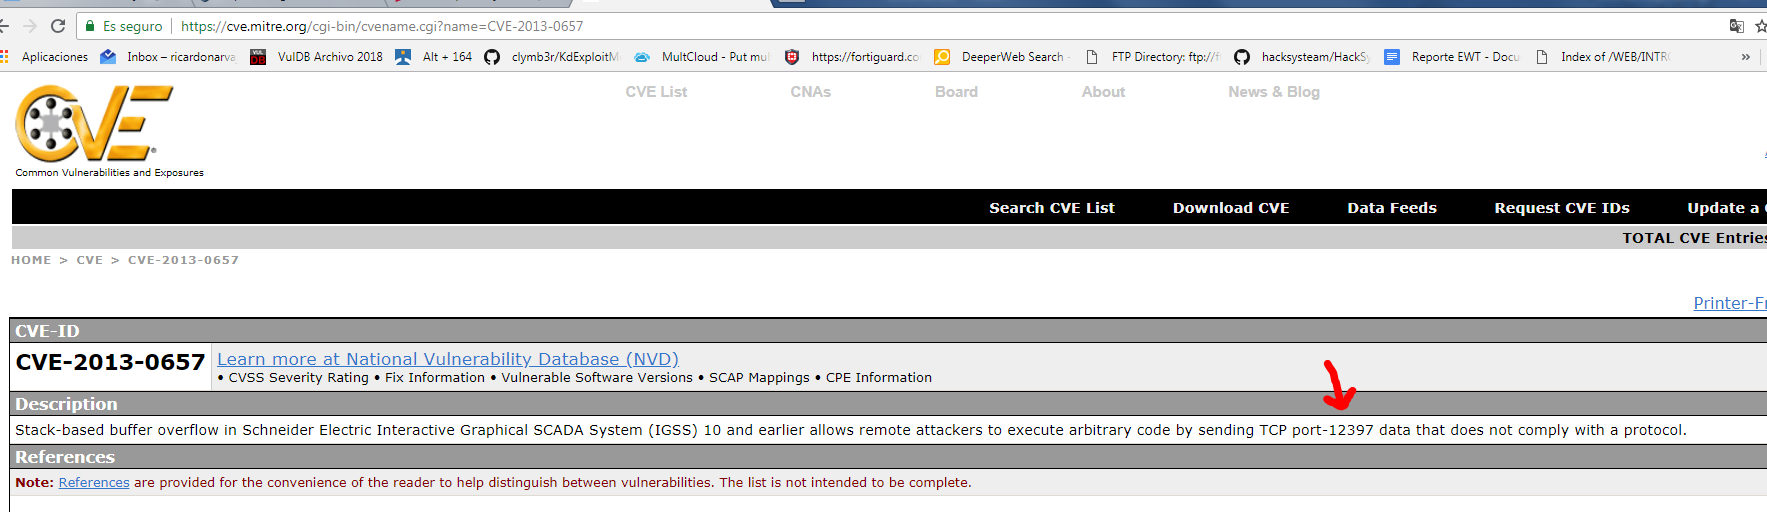 Es seguro https://cve.mitre.org/cgi-bin/cvename.cgi?name=CVE-2013-0657
Aplicaciones Inbox – ricardonarva VulDB Archivo 2018 Alt + 164 clymb3r/KdExploitM MultCloud - Put mul https://fortiguard.co DeeperWeb Search - FTP Directory: ftp://f hacksysteam/HackSy Reporte EWT - Docu Index of /WEB/INTRO »
CVE List CNAs Board About News & Blog
CVE
Common Vulnerabilities and Exposures
Search CVE List Download CVE Data Feeds Request CVE IDs Update a
TOTAL CVE Entries
HOME > CVE > CVE-2013-0657
Printer-Fr
CVE-ID
CVE-2013-0657 Learn more at National Vulnerability Database (NVD)
• CVSS Severity Rating • Fix Information • Vulnerable Software Versions • SCAP Mappings • CPE Information
Description
Stack-based buffer overflow in Schneider Electric Interactive Graphical SCADA System (IGSS) 10 and earlier allows remote attackers to execute arbitrary code by sending TCP port-12397 data that does not comply with a protocol.
References
Note: References are provided for the convenience of the reader to help distinguish between vulnerabilities. The list is not intended to be complete.